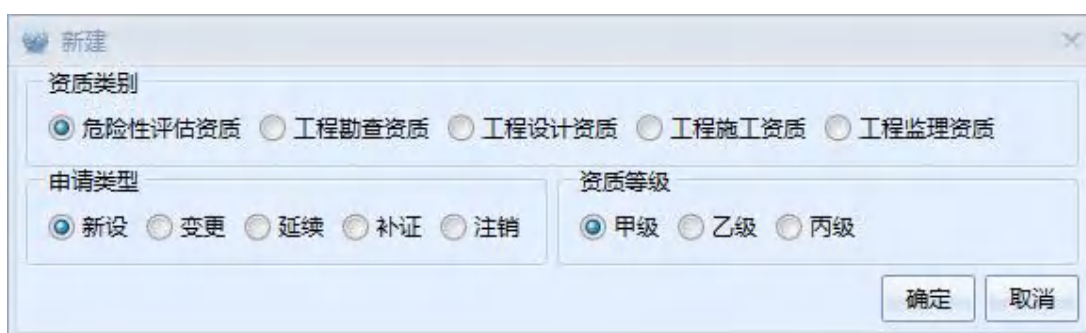 新建
资质类别
危险性评估资质 工程勘查资质 工程设计资质 工程施工资质 工程监理资质
申请类型 资质等级
新设 变更 延续 补证 注销 甲级 乙级 丙级
确定 取消